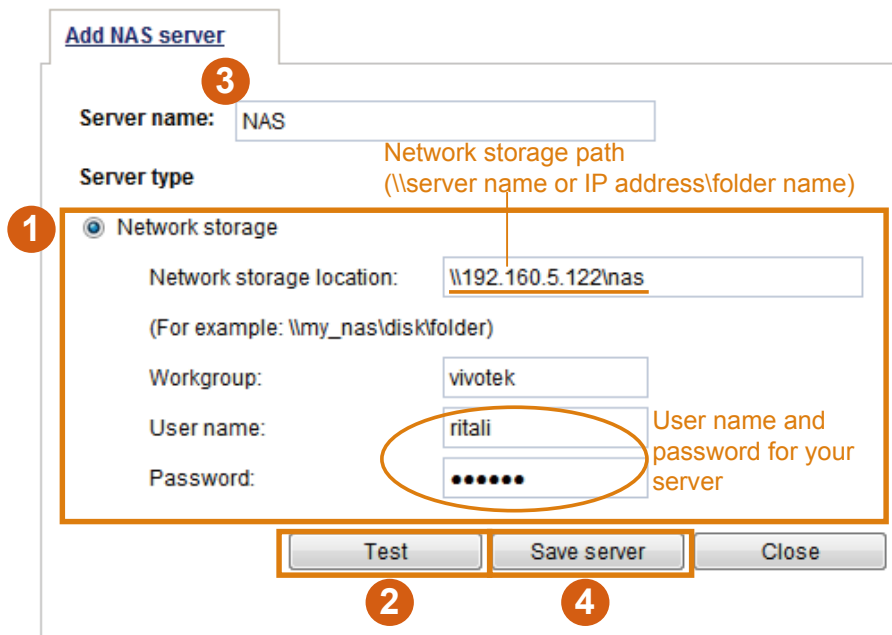 Add NAS server
3
Server name: NAS
Network storage path
Server type (\\server name or IP address\folder name)
1
Network storage
Network storage location: \\192.160.5.122\nas
(For example: \\my_nas\disk\folder)
Workgroup: vivotek
User name: ritali
User name and
password for your
server
Password: ●●●●●●
Test Save server Close
2 4